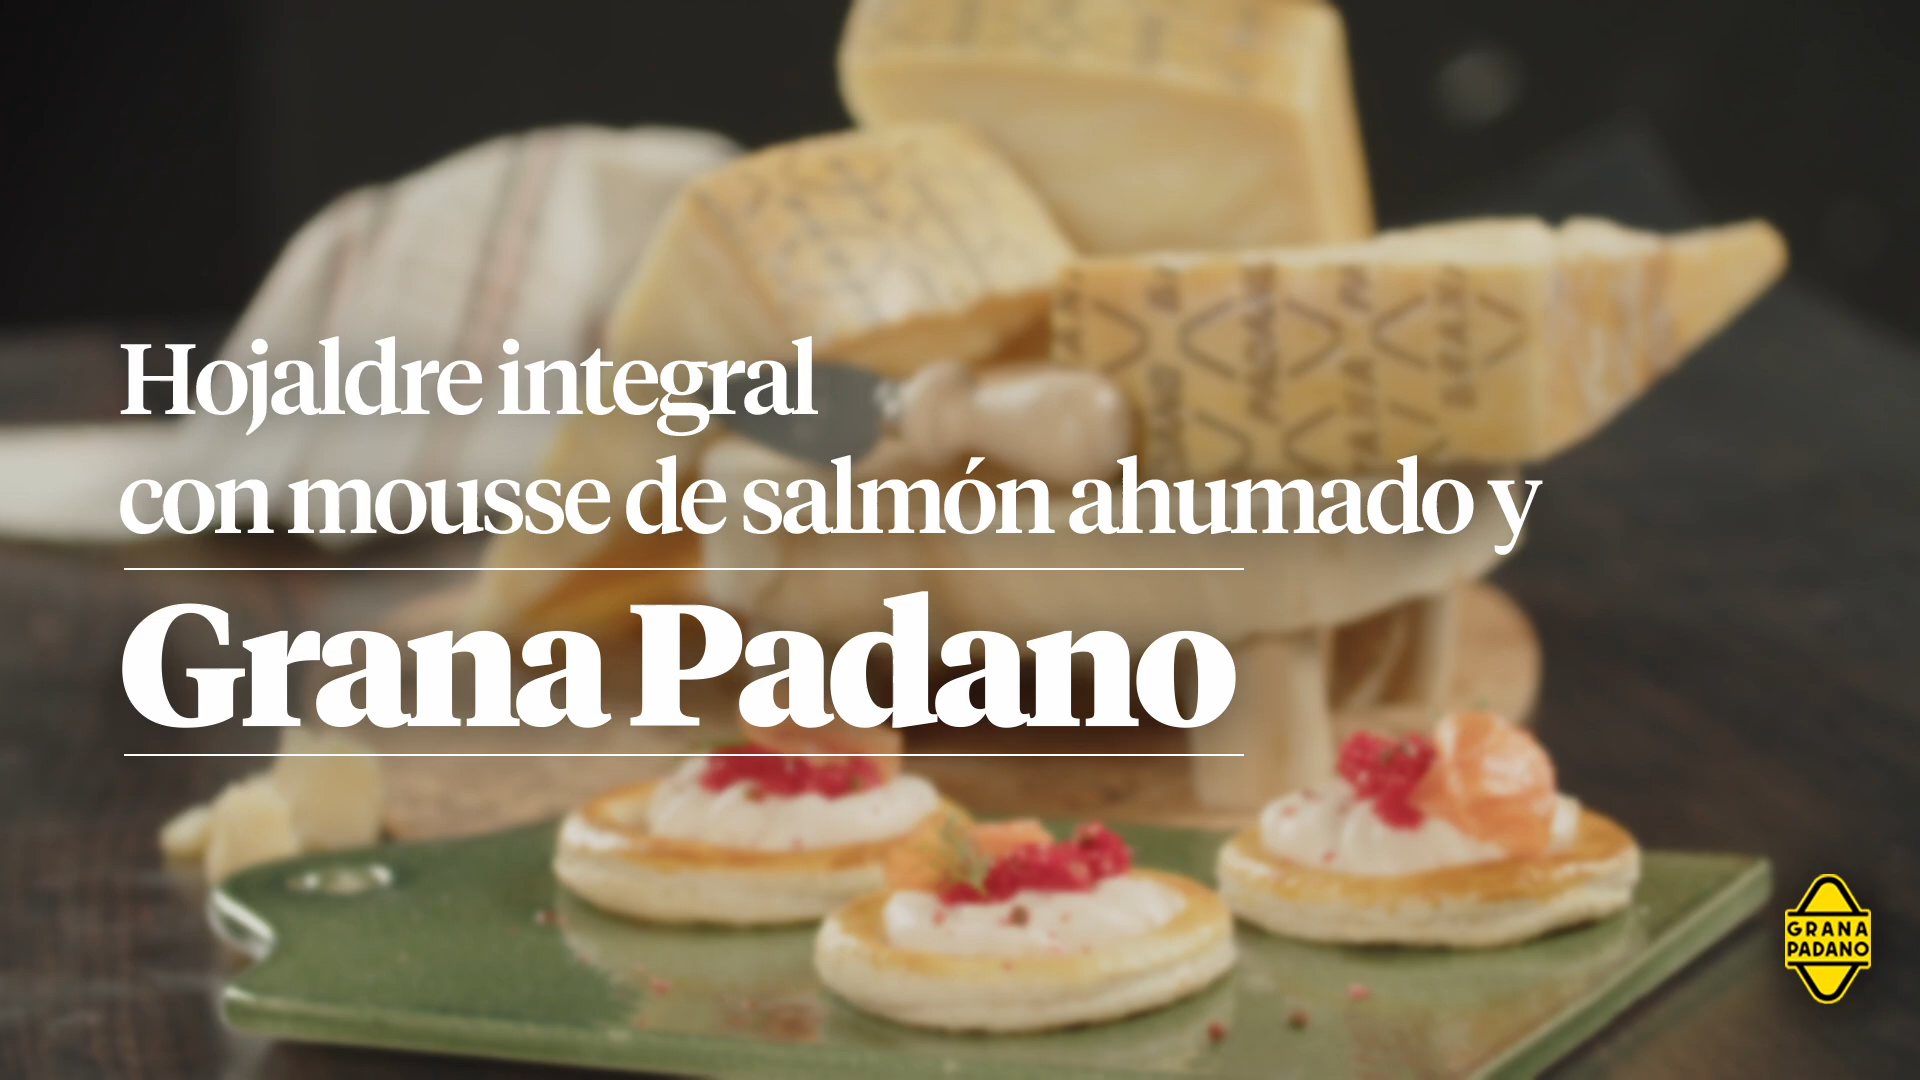 Hojaldre integral
con mousse de salmón ahumado y
Grana Padano
GRANA
PADANO